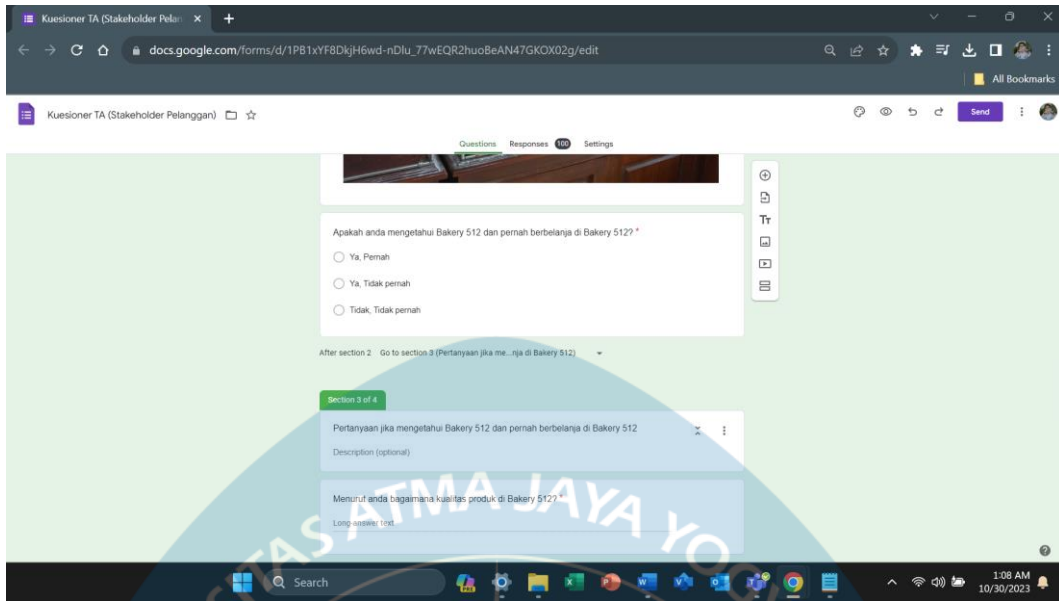 Kuesioner TA (Stakeholder Pelan
docs.google.com/forms/d/1PB1xYF8DkjH6wd-nDlu_77wEQR2huoBeAN47GKOX02g/edit
All Bookmarks
Kuesioner TA (Stakeholder Pelanggan)
Send
Questions Responses 100 Settings
Apakah anda mengetahui Bakery 512 dan pernah berbelanja di Bakery 512? *
Ya, Pernah
Ya, Tidak pernah
Tidak, Tidak pernah
After section 2 Go to section 3 (Pertanyaan jika me...nja di Bakery 512)
Section 3 of 4
Pertanyaan jika mengetahui Bakery 512 dan pernah berbelanja di Bakery 512
Description (optional)
Menurut anda bagaimana kualitas produk di Bakery 512? *
Long-answer text
ITAS ATMA JAYA YOG
Search
1:08 AM
10/30/2023